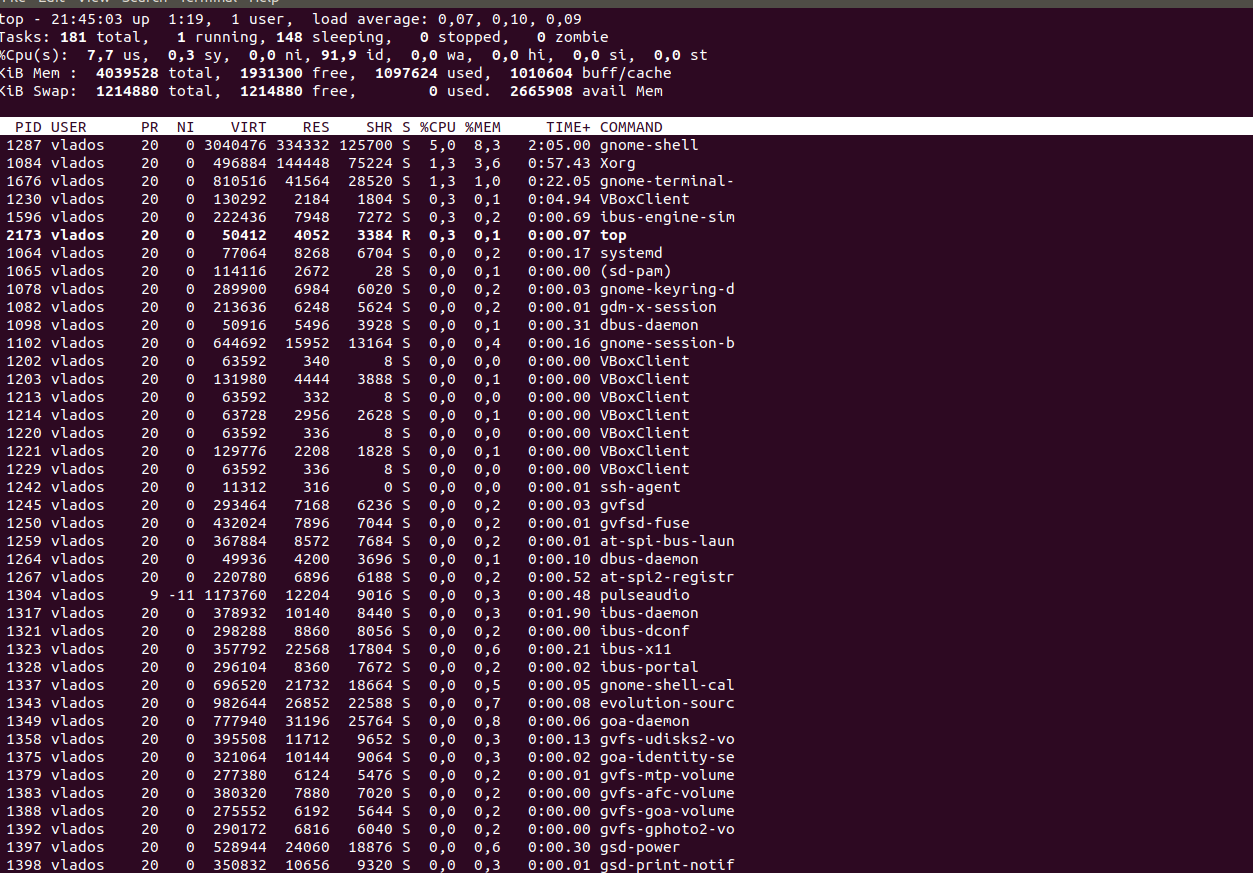 File Edit View Search Terminal Help
top - 21:45:03 up  1:19,  1 user,  load average: 0,07, 0,10, 0,09
Tasks: 181 total,   1 running, 148 sleeping,   0 stopped,   0 zombie
%Cpu(s):  7,7 us,  0,3 sy,  0,0 ni, 91,9 id,  0,0 wa,  0,0 hi,  0,0 si,  0,0 st
KiB Mem :  4039528 total,  1931300 free,  1097624 used,  1010604 buff/cache
KiB Swap:  1214880 total,  1214880 free,        0 used.  2665908 avail Mem
PID USER PR NI VIRT RES SHR S %CPU %MEM TIME+ COMMAND
1287 vlados 20 0 3040476 334332 125700 S 5,0 8,3 2:05.00 gnome-shell
1084 vlados 20 0 496884 144448 75224 S 1,3 3,6 0:57.43 Xorg
1676 vlados 20 0 810516 41564 28520 S 1,3 1,0 0:22.05 gnome-terminal-
1230 vlados 20 0 130292 2184 1804 S 0,3 0,1 0:04.94 VBoxClient
1596 vlados 20 0 222436 7948 7272 S 0,3 0,2 0:00.69 ibus-engine-sim
2173 vlados 20 0 50412 4052 3384 R 0,3 0,1 0:00.07 top
1064 vlados 20 0 77064 8268 6704 S 0,0 0,2 0:00.17 systemd
1065 vlados 20 0 114116 2672 28 S 0,0 0,1 0:00.00 (sd-pam)
1078 vlados 20 0 289900 6984 6020 S 0,0 0,2 0:00.03 gnome-keyring-d
1082 vlados 20 0 213636 6248 5624 S 0,0 0,2 0:00.01 gdm-x-session
1098 vlados 20 0 50916 5496 3928 S 0,0 0,1 0:00.31 dbus-daemon
1102 vlados 20 0 644692 15952 13164 S 0,0 0,4 0:00.16 gnome-session-b
1202 vlados 20 0 63592 340 8 S 0,0 0,0 0:00.00 VBoxClient
1203 vlados 20 0 131980 4444 3888 S 0,0 0,1 0:00.00 VBoxClient
1213 vlados 20 0 63592 332 8 S 0,0 0,0 0:00.00 VBoxClient
1214 vlados 20 0 63728 2956 2628 S 0,0 0,1 0:00.00 VBoxClient
1220 vlados 20 0 63592 336 8 S 0,0 0,0 0:00.00 VBoxClient
1221 vlados 20 0 129776 2208 1828 S 0,0 0,1 0:00.00 VBoxClient
1229 vlados 20 0 63592 336 8 S 0,0 0,0 0:00.00 VBoxClient
1242 vlados 20 0 11312 316 0 S 0,0 0,0 0:00.01 ssh-agent
1245 vlados 20 0 293464 7168 6236 S 0,0 0,2 0:00.03 gvfsd
1250 vlados 20 0 432024 7896 7044 S 0,0 0,2 0:00.01 gvfsd-fuse
1259 vlados 20 0 367884 8572 7684 S 0,0 0,2 0:00.01 at-spi-bus-laun
1264 vlados 20 0 49936 4200 3696 S 0,0 0,1 0:00.10 dbus-daemon
1267 vlados 20 0 220780 6896 6188 S 0,0 0,2 0:00.52 at-spi2-registr
1304 vlados 9 -11 1173760 12204 9016 S 0,0 0,3 0:00.48 pulseaudio
1317 vlados 20 0 378932 10140 8440 S 0,0 0,3 0:01.90 ibus-daemon
1321 vlados 20 0 298288 8860 8056 S 0,0 0,2 0:00.00 ibus-dconf
1323 vlados 20 0 357792 22568 17804 S 0,0 0,6 0:00.21 ibus-x11
1328 vlados 20 0 296104 8360 7672 S 0,0 0,2 0:00.02 ibus-portal
1337 vlados 20 0 696520 21732 18664 S 0,0 0,5 0:00.05 gnome-shell-cal
1343 vlados 20 0 982644 26852 22588 S 0,0 0,7 0:00.08 evolution-sourc
1349 vlados 20 0 777940 31196 25764 S 0,0 0,8 0:00.06 goa-daemon
1358 vlados 20 0 395508 11712 9652 S 0,0 0,3 0:00.13 gvfs-udisks2-vo
1375 vlados 20 0 321064 10144 9064 S 0,0 0,3 0:00.02 goa-identity-se
1379 vlados 20 0 277380 6124 5476 S 0,0 0,2 0:00.01 gvfs-mtp-volume
1383 vlados 20 0 380320 7880 7020 S 0,0 0,2 0:00.00 gvfs-afc-volume
1388 vlados 20 0 275552 6192 5644 S 0,0 0,2 0:00.00 gvfs-goa-volume
1392 vlados 20 0 290172 6816 6040 S 0,0 0,2 0:00.00 gvfs-gphoto2-vo
1397 vlados 20 0 528944 24060 18876 S 0,0 0,6 0:00.30 gsd-power
1398 vlados 20 0 350832 10656 9320 S 0,0 0,3 0:00.01 gsd-print-notif